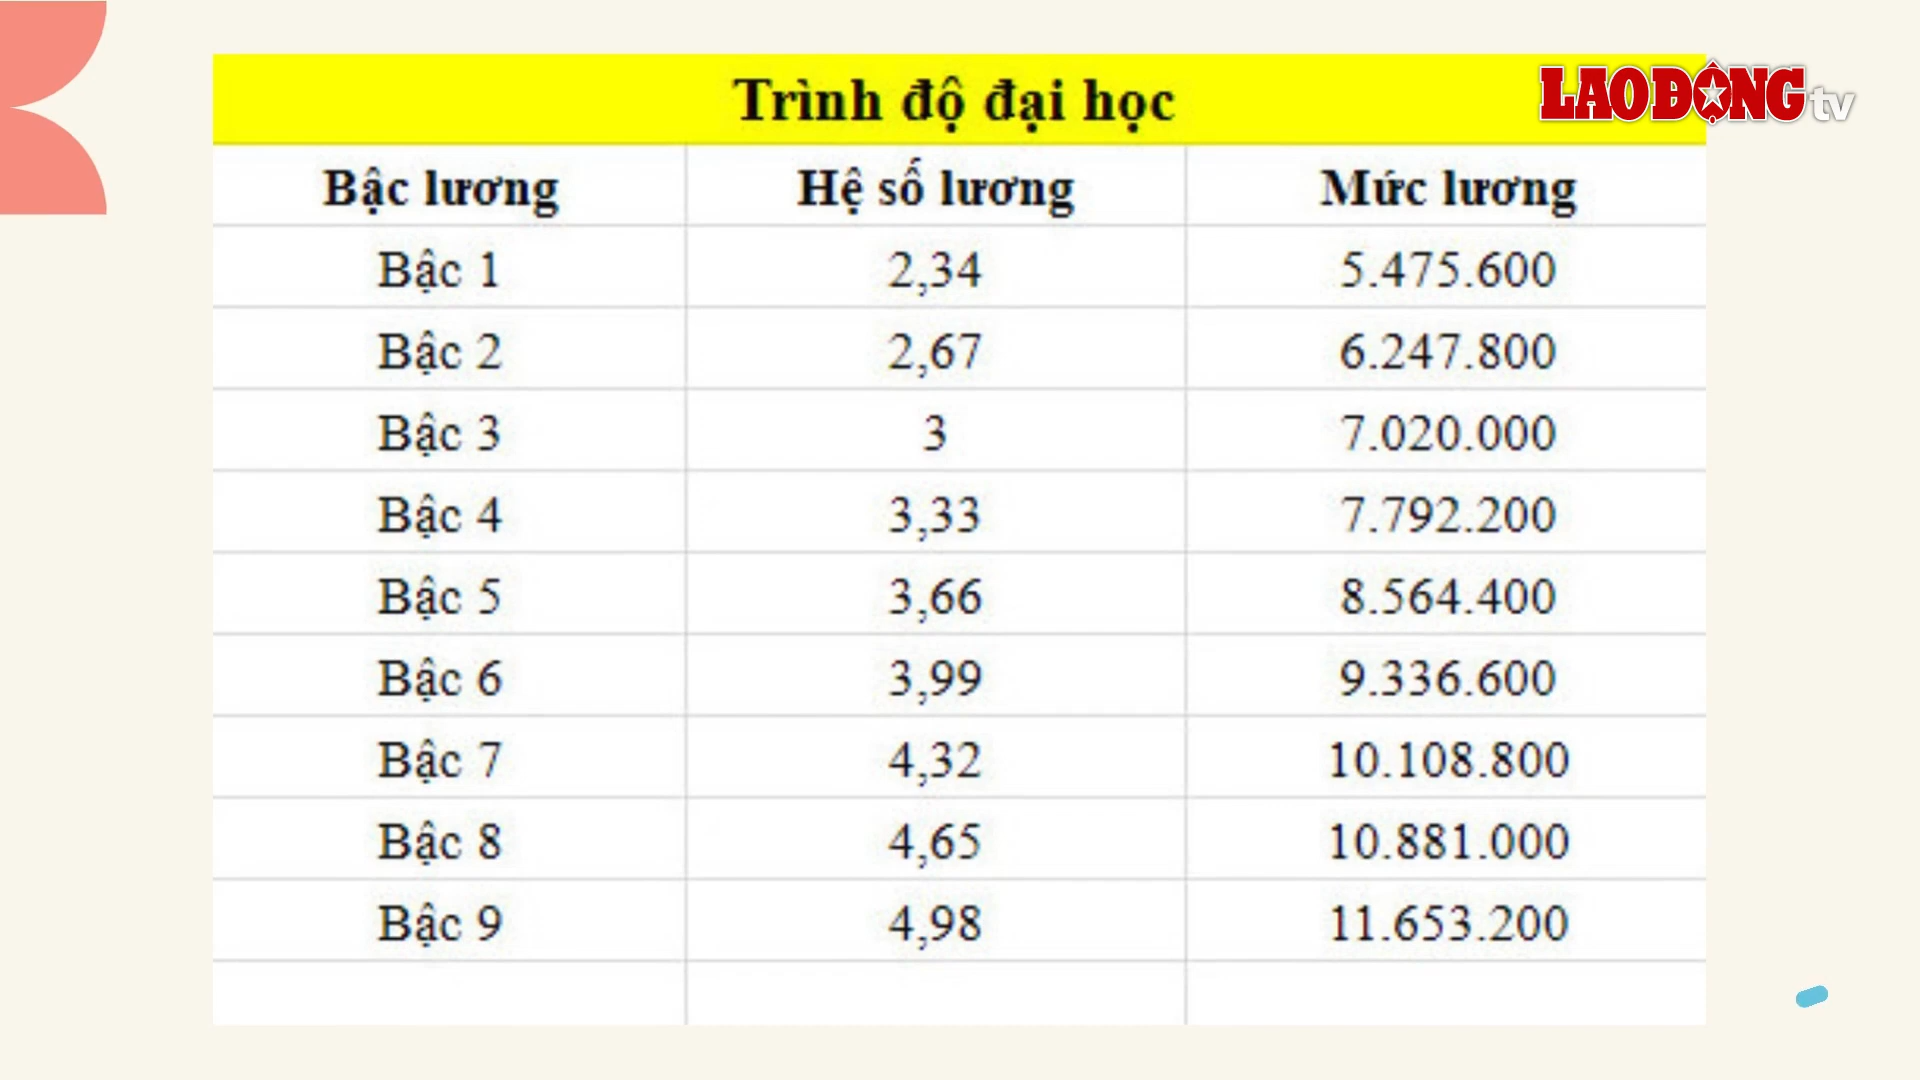 LAO ĐỘNG tv
Trình độ đại học
Bậc lương Hệ số lương Mức lương
Bậc 1 2,34 5.475.600
Bậc 2 2,67 6.247.800
Bậc 3 3 7.020.000
Bậc 4 3,33 7.792.200
Bậc 5 3,66 8.564.400
Bậc 6 3,99 9.336.600
Bậc 7 4,32 10.108.800
Bậc 8 4,65 10.881.000
Bậc 9 4,98 11.653.200